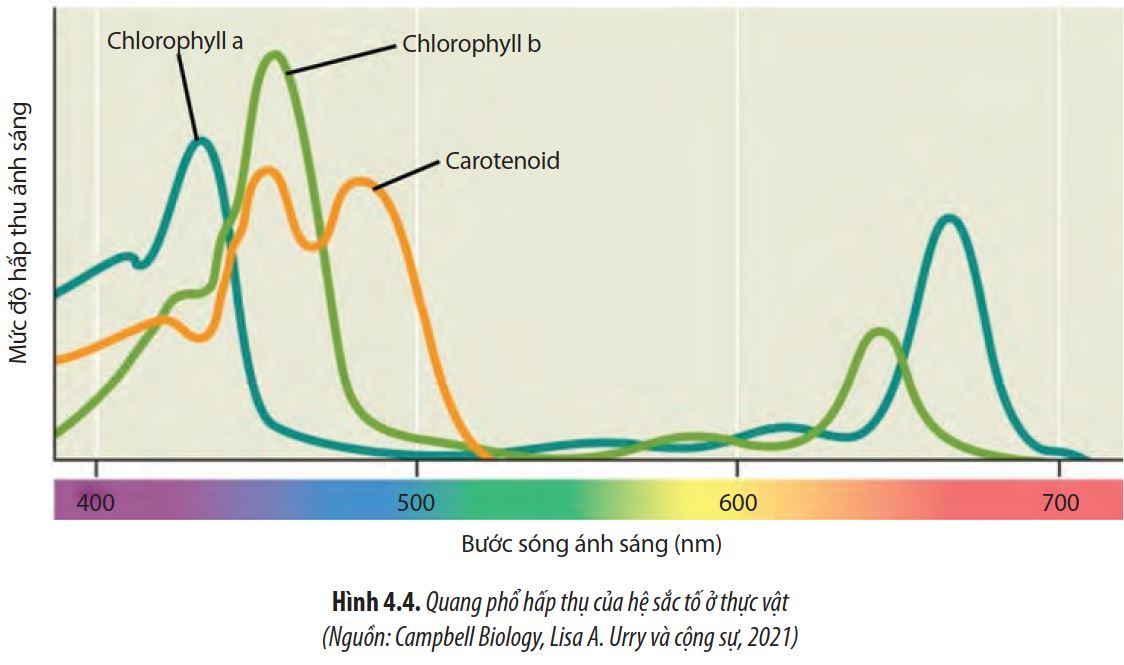 Chlorophyll a
Chlorophyll b
Carotenoid
Mức độ hấp thu ánh sáng
400 500 600 700
Bước sóng ánh sáng (nm)
Hình 4.4. Quang phổ hấp thụ của hệ sắc tố ở thực vật
(Nguồn: Campbell Biology, Lisa A. Urry và cộng sự, 2021)